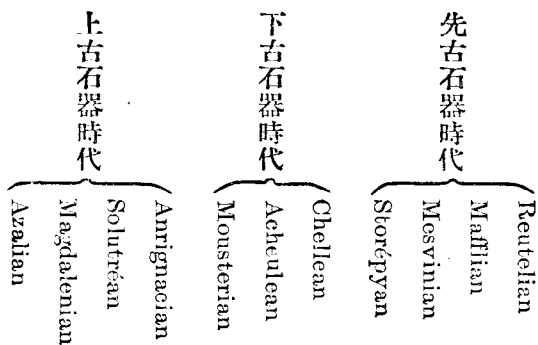 先古石器時代
Reutelian
Mafflian
Mesvinian
Storépyan
下古石器時代
Chellean
Acheulean
Mousterian
上古石器時代
Anrignacian
Solutréan
Magdalenian
Azalian